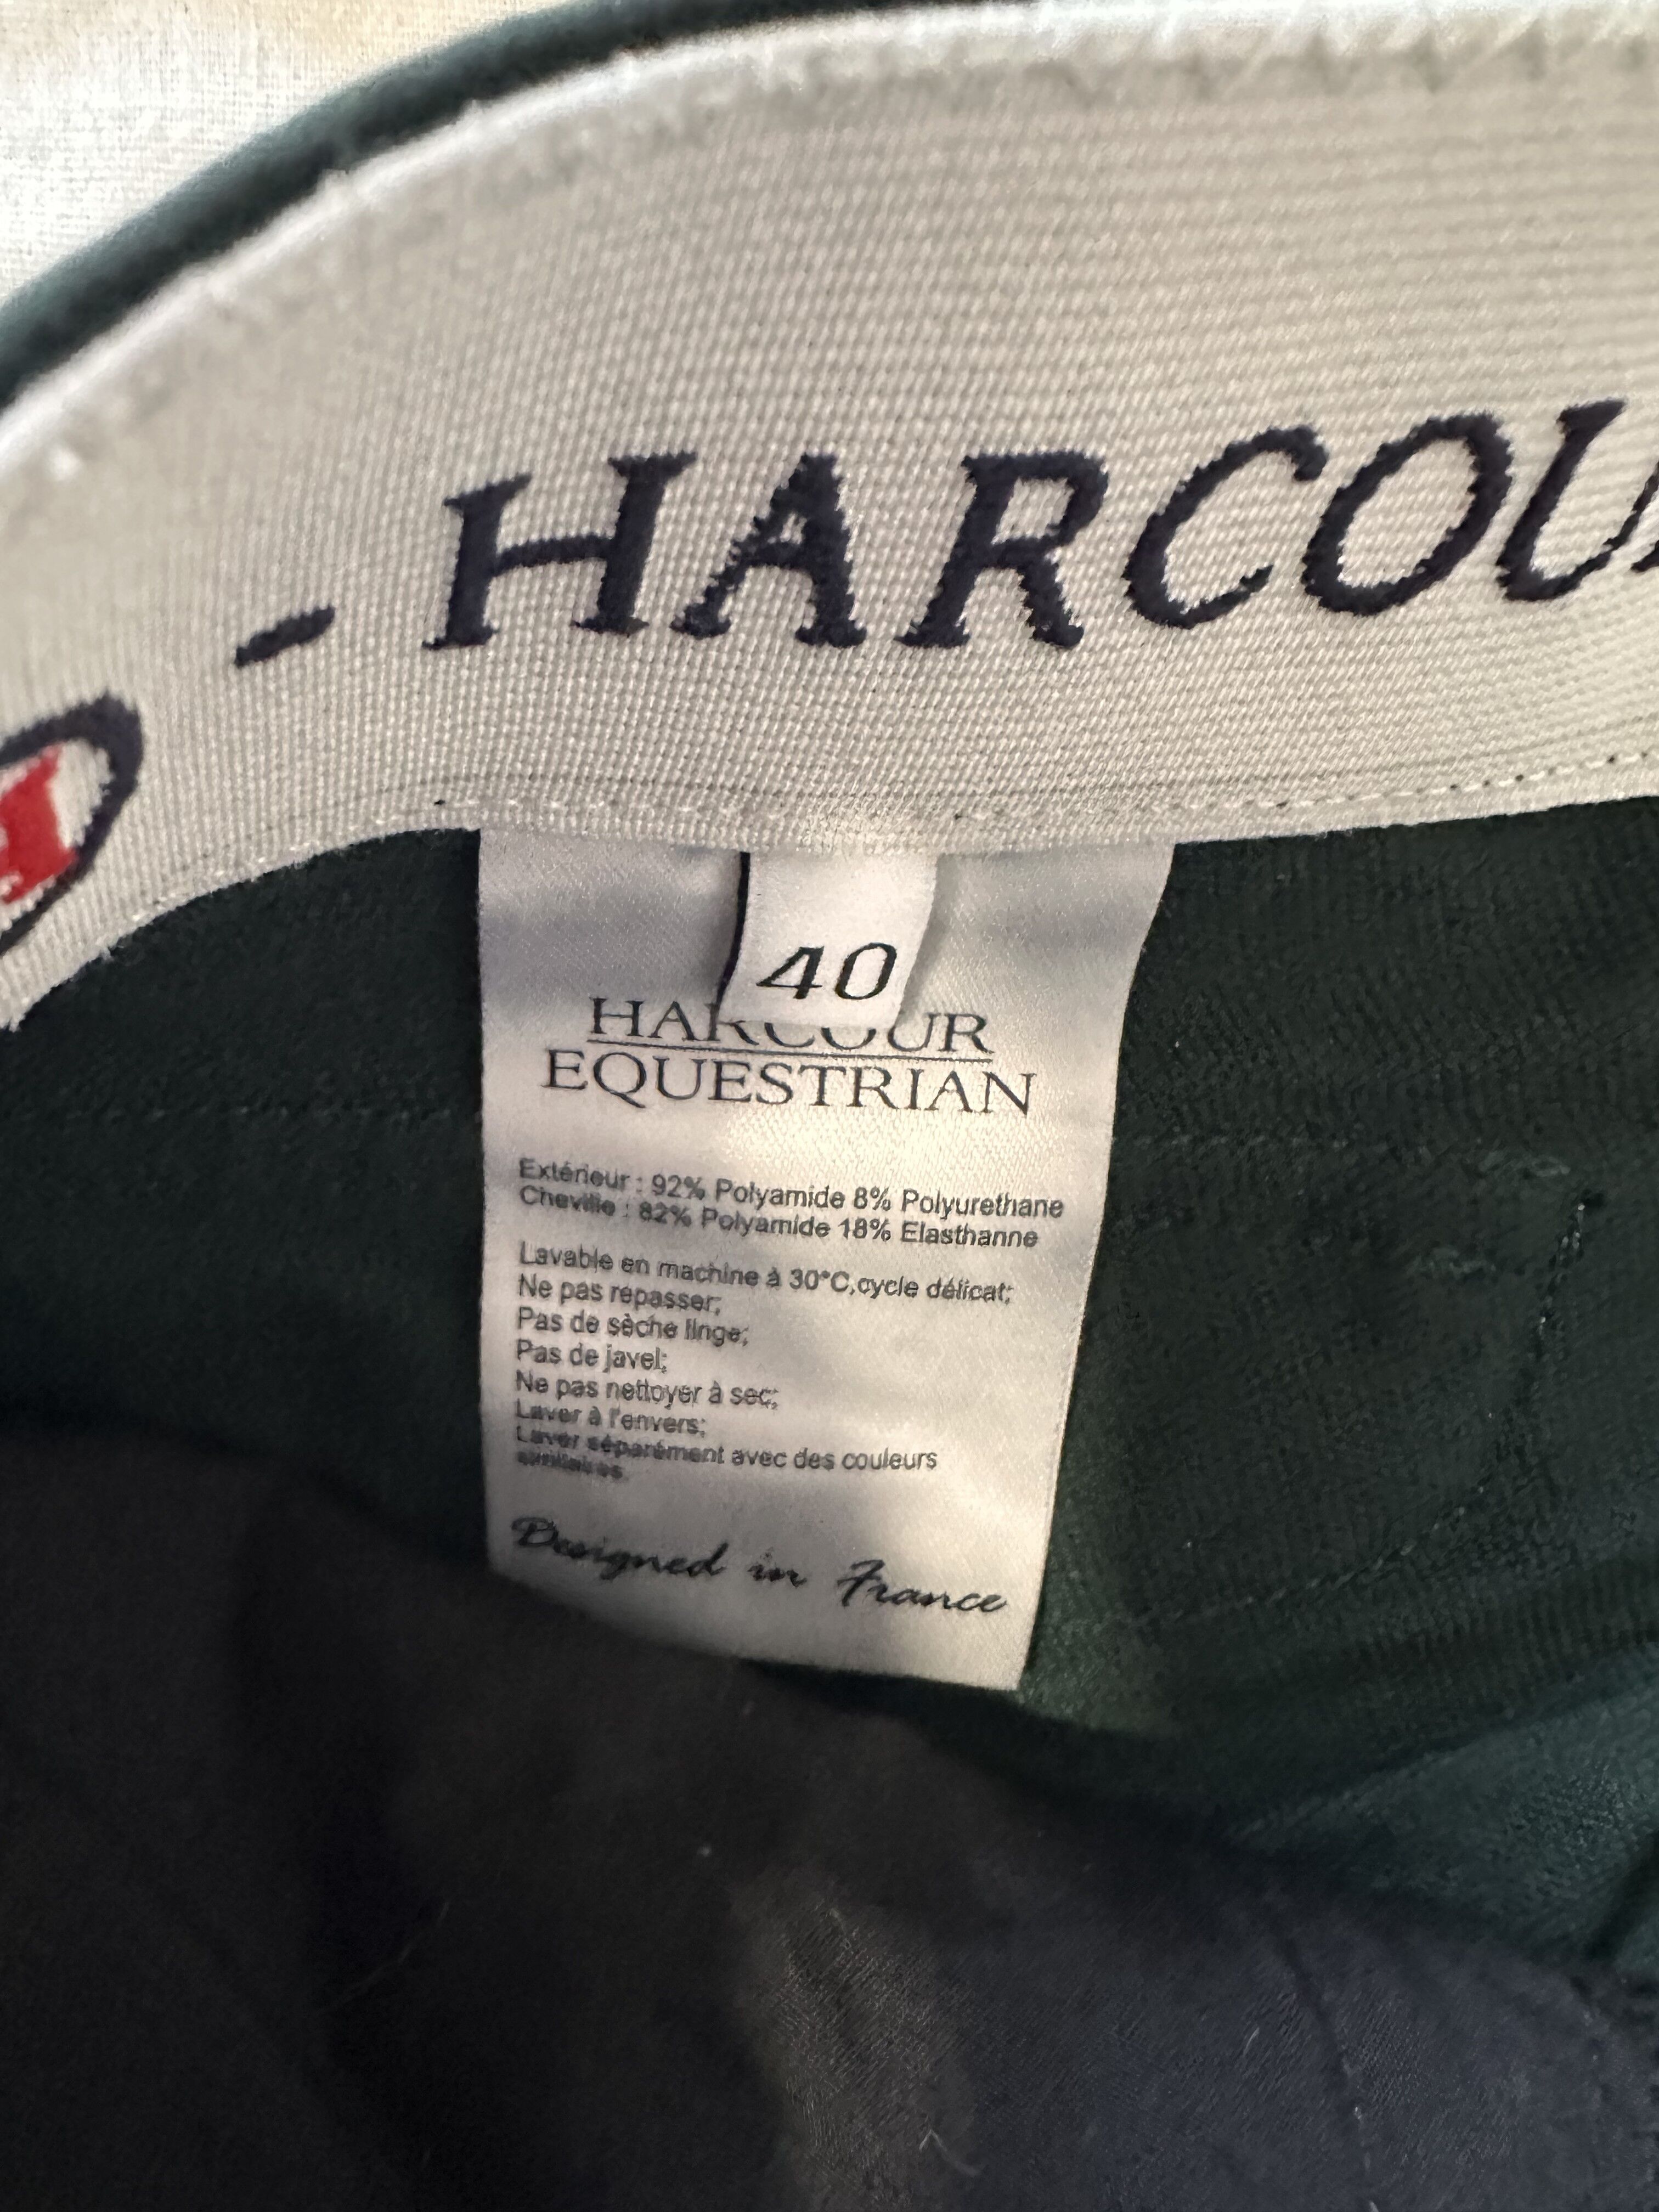 - HARCOU
40
HARCOUR
EQUESTRIAN
Extérieur : 92% Polyamide 8% Polyurethane
Cheville : 82% Polyamide 18% Elasthanne
Lavable en machine à 30°C,cycle délicat;
Ne pas repasser;
Pas de sèche linge;
Pas de javel;
Ne pas nettoyer à sec;
Laver à l'envers;
Laver séparément avec des couleurs
similaires.
Designed in France